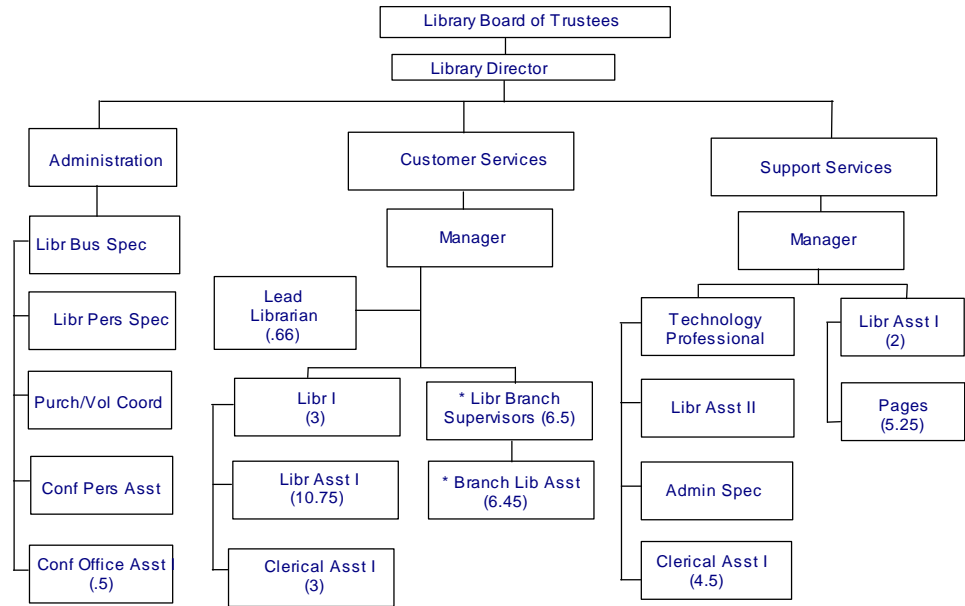 Library Board of Trustees
Library Director
Administration
Customer Services
Support Services
Libr Bus Spec
Manager
Manager
Libr Pers Spec
Lead
Librarian
(.66)
Technology
Professional
Libr Asst I
(2)
Purch/Vol Coord
Libr I
(3)
* Libr Branch
Supervisors (6.5)
Libr Asst II
Pages
(5.25)
Conf Pers Asst
Libr Asst I
(10.75)
* Branch Lib Asst
(6.45)
Admin Spec
Conf Office Asst I
(.5)
Clerical Asst I
(3)
Clerical Asst I
(4.5)